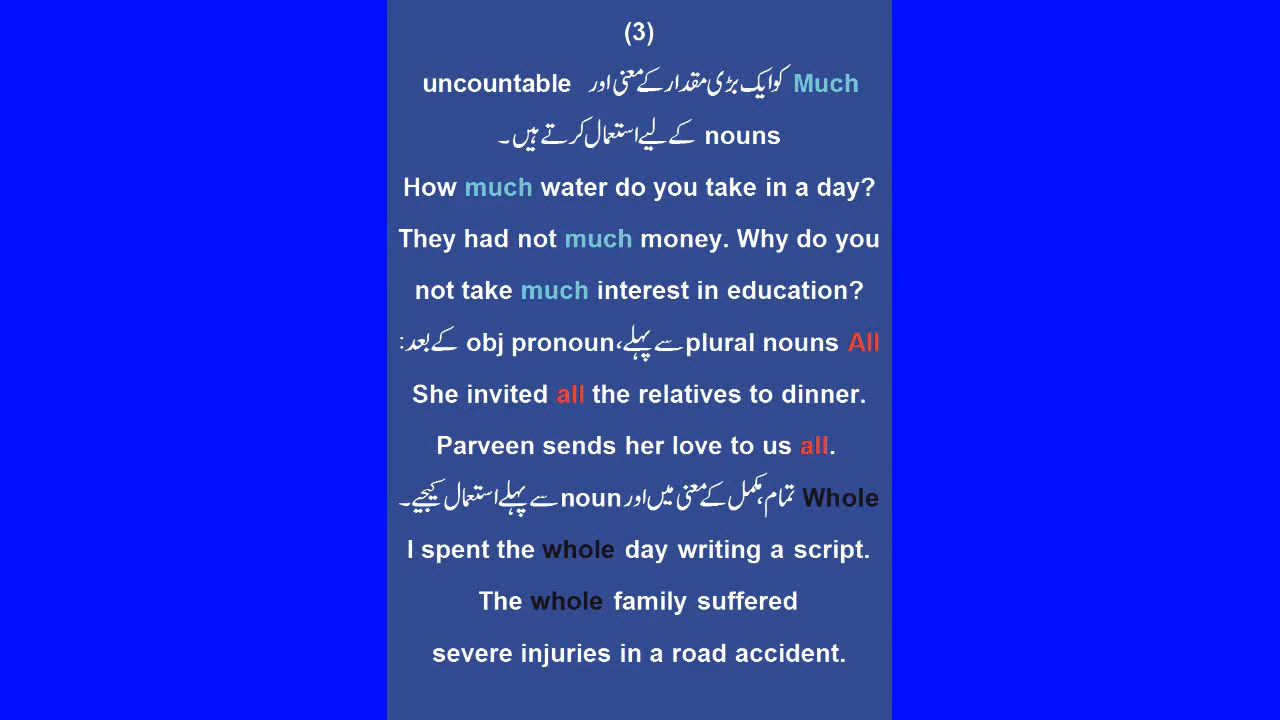 (3)
Much کو ایک بڑی مقدار کے معنی اور uncountable
nouns کے لیے استعمال کرتے ہیں۔
How much water do you take in a day?
They had not much money. Why do you
not take much interest in education?
All plural nouns سے پہلے، obj pronoun کے بعد:
She invited all the relatives to dinner.
Parveen sends her love to us all.
Whole تمام، مکمل کے معنی میں اور noun سے پہلے استعمال کیجیے۔
I spent the whole day writing a script.
The whole family suffered
severe injuries in a road accident.